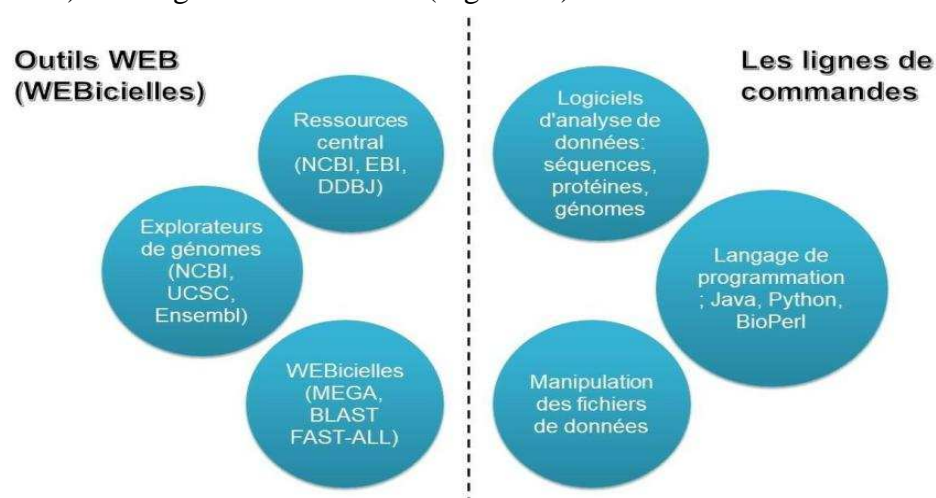 Outils WEB
(WEBicielles)
Ressources
central
(NCBI, EBI,
DDBJ)
Explorateurs
de génomes
(NCBI,
UCSC,
Ensembl)
WEBicielles
(MEGA,
BLAST
FAST-ALL)
Les lignes de
commandes
Logiciels
d'analyse de
données:
séquences,
protéines,
génomes
Langage de
programmation
; Java, Python,
BioPerl
Manipulation
des fichiers
de données